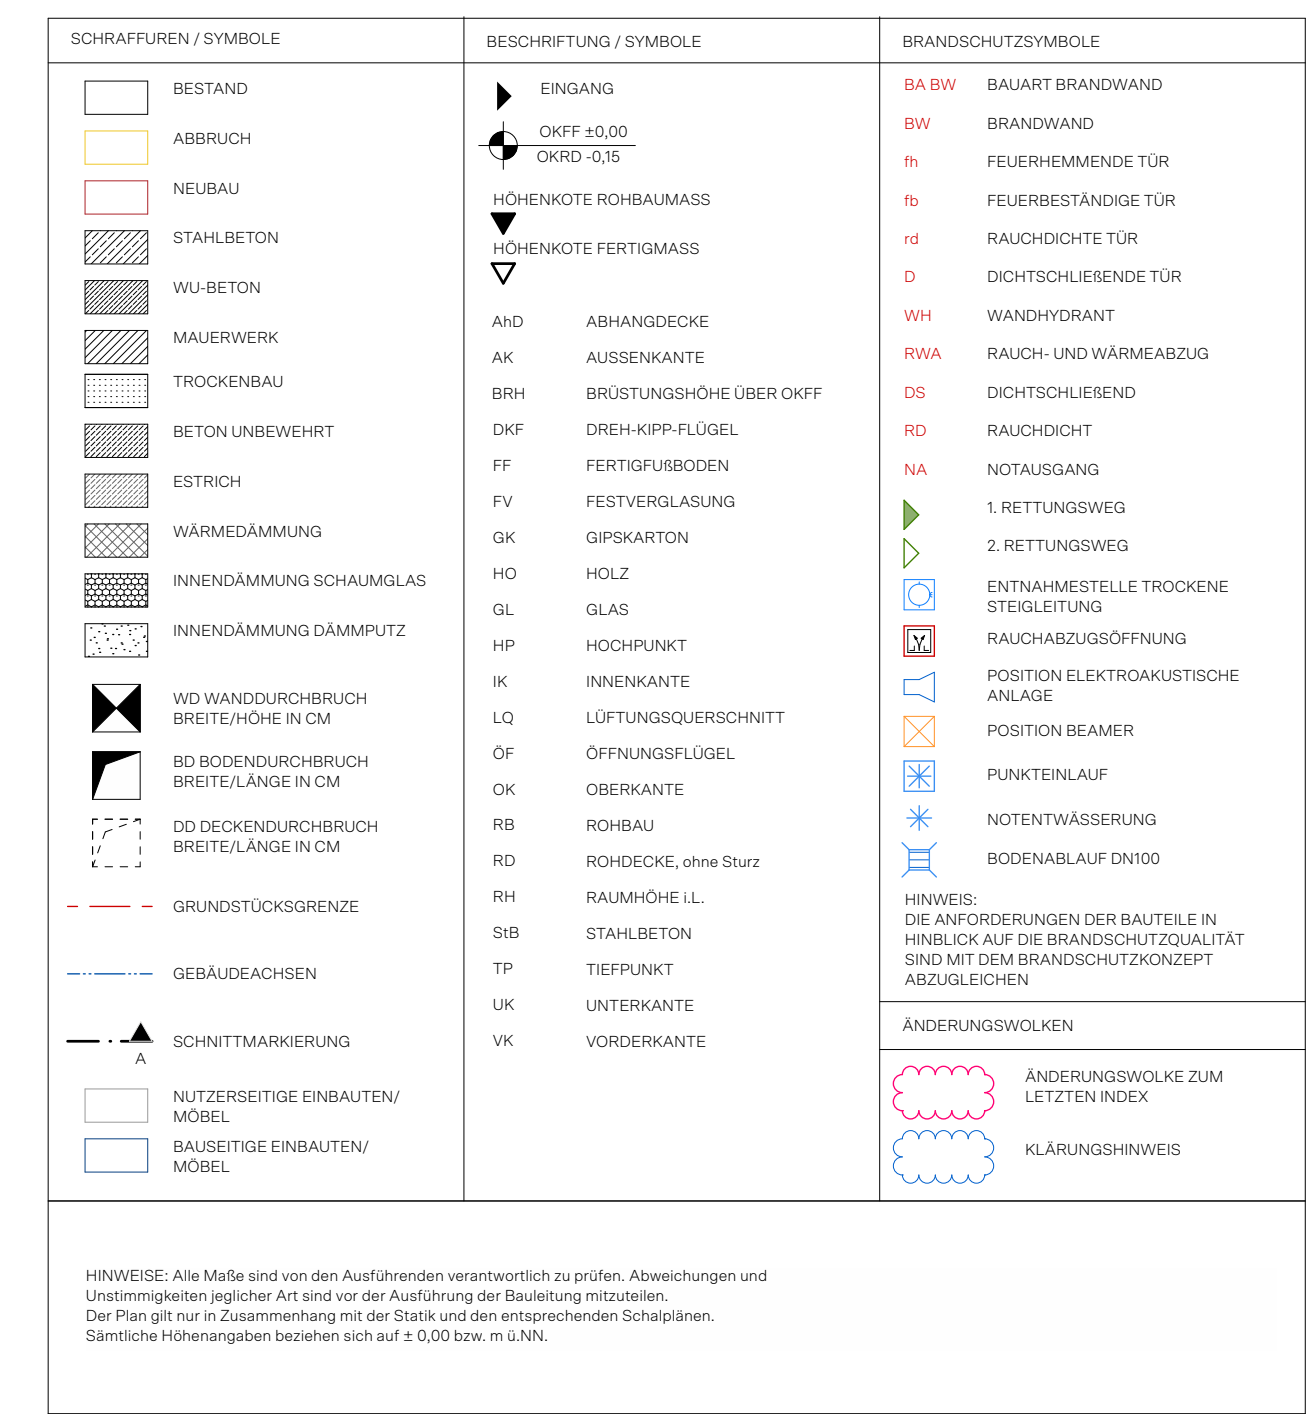 SCHRAFFUREN / SYMBOLE
BESTAND
ABBRUCH
NEUBAU
STAHLBETON
WU-BETON
MAUERWERK
TROCKENBAU
BETON UNBEWEHRT
ESTRICH
WÄRMEDÄMMUNG
INNENDÄMMUNG SCHAUMGLAS
INNENDÄMMUNG DÄMMPUTZ
WD WANDDURCHBRUCH
BREITE/HÖHE IN CM
BD BODENDURCHBRUCH
BREITE/LÄNGE IN CM
DD DECKENDURCHBRUCH
BREITE/LÄNGE IN CM
GRUNDSTÜCKSGRENZE
GEBÄUDEACHSEN
SCHNITTMARKIERUNG
A
NUTZERSEITIGE EINBAUTEN/
MÖBEL
BAUSEITIGE EINBAUTEN/
MÖBEL
BESCHRIFTUNG / SYMBOLE
EINGANG
OKFF ±0,00
OKRD -0,15
HÖHENKOTE ROHBAUMASS
HÖHENKOTE FERTIGMASS
AhD ABHANGDECKE
AK AUSSENKANTE
BRH BRÜSTUNGSHÖHE ÜBER OKFF
DKF DREH-KIPP-FLÜGEL
FF FERTIGFUßBODEN
FV FESTVERGLASUNG
GK GIPSKARTON
HO HOLZ
GL GLAS
HP HOCHPUNKT
IK INNENKANTE
LQ LÜFTUNGSQUERSCHNITT
ÖF ÖFFNUNGSFLÜGEL
OK OBERKANTE
RB ROHBAU
RD ROHDECKE, ohne Sturz
RH RAUMHÖHE i.L.
StB STAHLBETON
TP TIEFPUNKT
UK UNTERKANTE
VK VORDERKANTE
BRANDSCHUTZSYMBOLE
BA BW BAUART BRANDWAND
BW BRANDWAND
fh FEUERHEMMENDE TÜR
fb FEUERBESTÄNDIGE TÜR
rd RAUCHDICHTE TÜR
D DICHTSCHLIEßENDE TÜR
WH WANDHYDRANT
RWA RAUCH- UND WÄRMEABZUG
DS DICHTSCHLIEßEND
RD RAUCHDICHT
NA NOTAUSGANG
1. RETTUNGSWEG
2. RETTUNGSWEG
ENTNAHMESTELLE TROCKENE
STEIGLEITUNG
RAUCHABZUGSÖFFNUNG
POSITION ELEKTROAKUSTISCHE
ANLAGE
POSITION BEAMER
PUNKTEINLAUF
NOTENTWÄSSERUNG
BODENABLAUF DN100
HINWEIS:
DIE ANFORDERUNGEN DER BAUTEILE IN
HINBLICK AUF DIE BRANDSCHUTZQUALITÄT
SIND MIT DEM BRANDSCHUTZKONZEPT
ABZUGLEICHEN
ÄNDERUNGSWOLKEN
ÄNDERUNGSWOLKE ZUM
LETZTEN INDEX
KLÄRUNGSHINWEIS
HINWEISE: Alle Maße sind von den Ausführenden verantwortlich zu prüfen. Abweichungen und
Unstimmigkeiten jeglicher Art sind vor der Ausführung der Bauleitung mitzuteilen.
Der Plan gilt nur in Zusammenhang mit der Statik und den entsprechenden Schalplänen.
Sämtliche Höhenangaben beziehen sich auf ± 0,00 bzw. m ü.NN.